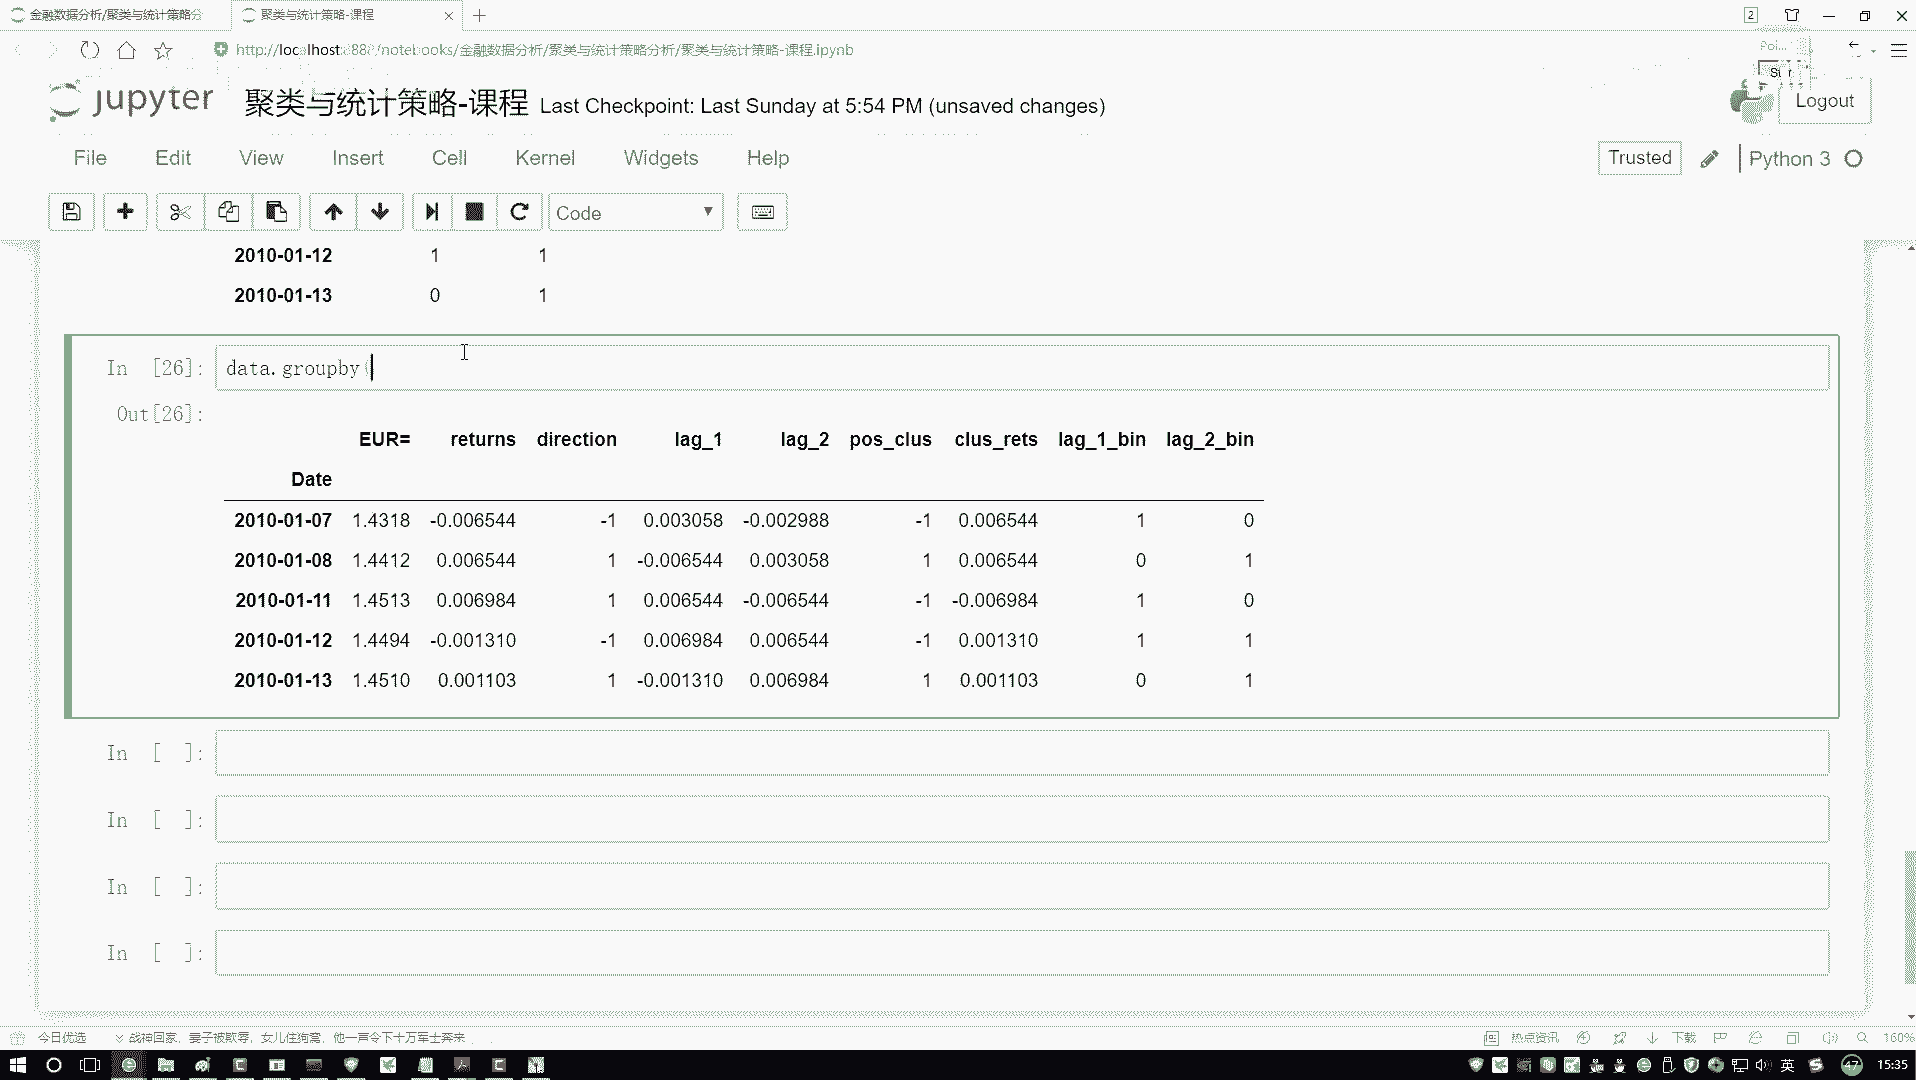 金融数据分析/聚类与统计策略分
聚类与统计策略-课程
2
http://localhost:8888/notebooks/金融数据分析/聚类与统计策略分析/聚类与统计策略-课程.ipynb
jupyter 聚类与统计策略-课程 Last Checkpoint: Last Sunday at 5:54 PM (unsaved changes)
Logout
File Edit View Insert Cell Kernel Widgets Help
Trusted Python 3
Code
2010-01-12 1 1
2010-01-13 0 1
In [26]: data.groupby(
Out[26]:
EUR= returns direction lag_1 lag_2 pos_clus clus_rets lag_1_bin lag_2_bin
Date
2010-01-07 1.4318 -0.006544 -1 0.003058 -0.002988 -1 0.006544 1 0
2010-01-08 1.4412 0.006544 1 -0.006544 0.003058 1 0.006544 0 1
2010-01-11 1.4513 0.006984 1 0.006544 -0.006544 -1 -0.006984 1 0
2010-01-12 1.4494 -0.001310 -1 0.006984 0.006544 -1 0.001310 1 1
2010-01-13 1.4510 0.001103 1 -0.001310 0.006984 1 0.001103 0 1
In [ ]:
In [ ]:
In [ ]:
In [ ]:
今日优选 战神回家，妻子被欺辱，女儿住狗窝，他一声令下十万军士奔来
热点资讯 下载 160%
英 47 15:35